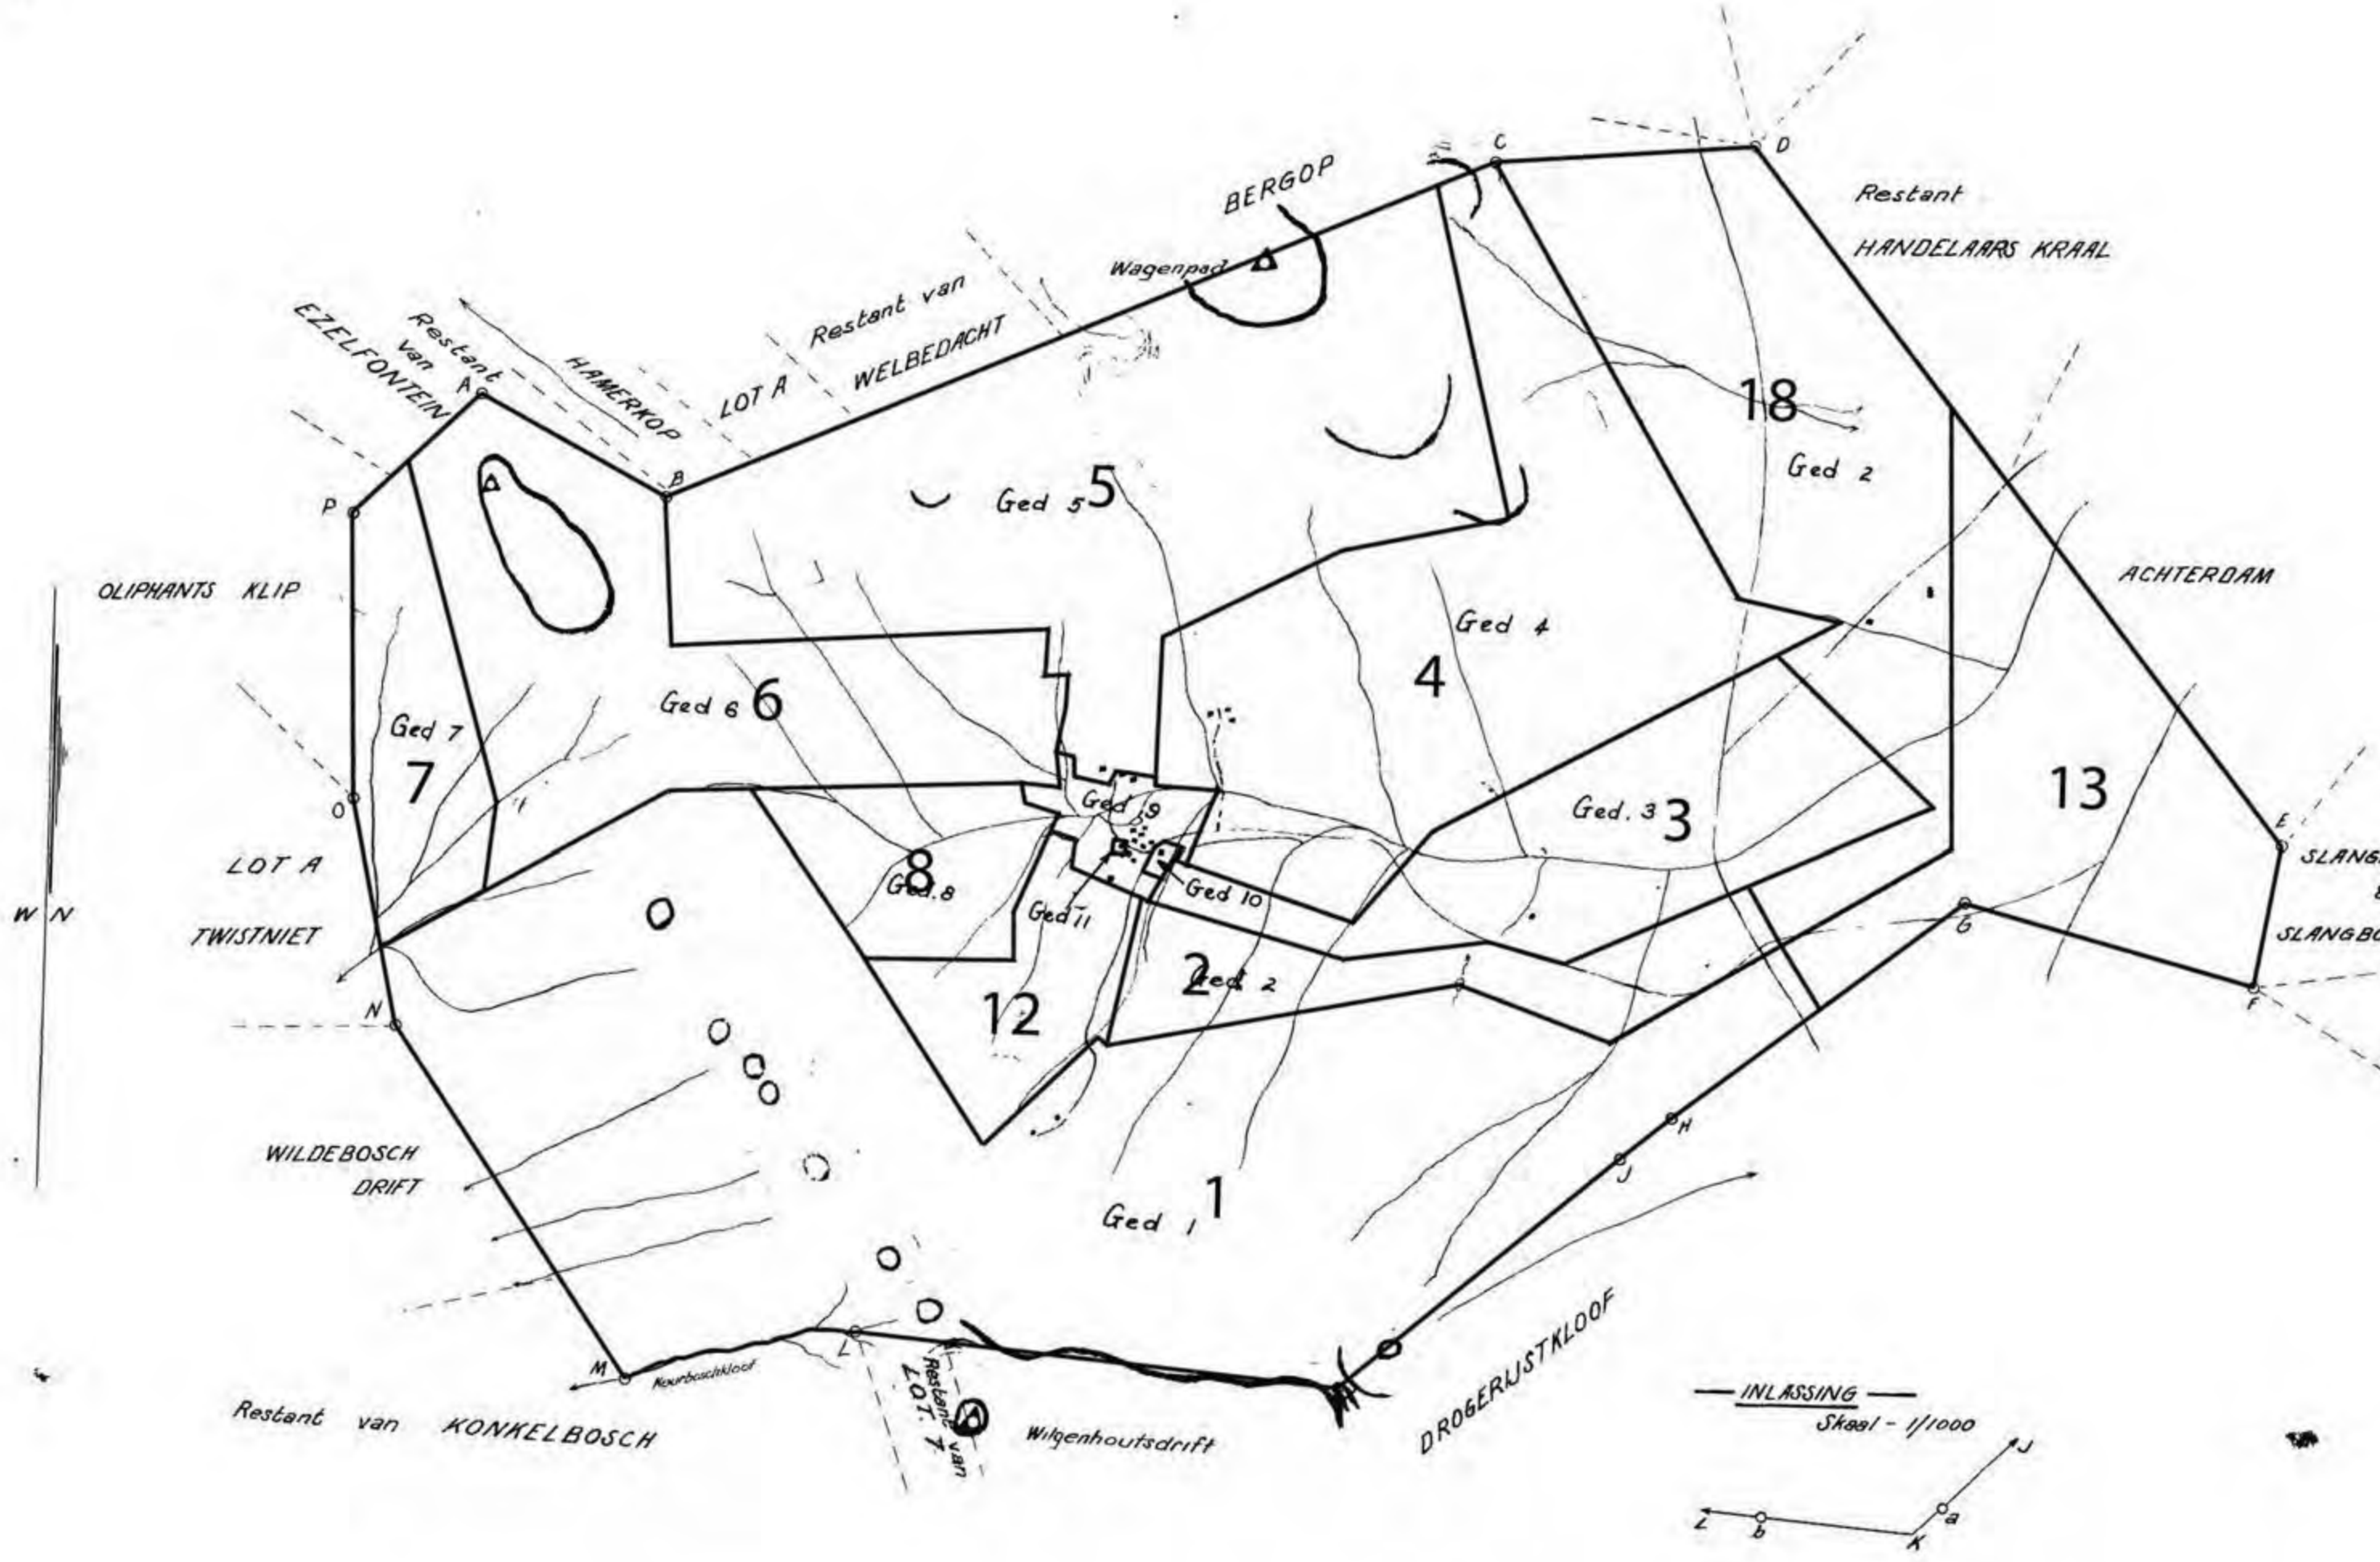 C
D
BERGOP
Restant
HANDELAARS KRAAL
Wagenpad
Restant van
WELBEDACHT
LOT A
HAMERKOP
Restant
van
EZELFONTEIN
A
B
P
18
Ged 2
Ged 5
5
OLIPHANTS KLIP
ACHTERDAM
Ged 4
4
Ged 6
6
Ged 7
7
13
O
Ged 9
Ged. 3
3
E
LOT A
8
Ged. 8
SLANG
W N
Ged 10
Ged 11
G
TWISTNIET
SLANGBO
2
Ged 2
F
N
12
H
WILDEBOSCH
DRIFT
J
1
Ged 1
L
M
Restant van
LOT. 7
DROGERIJSTKLOOF
INLASSING
Skaal - 1/1000
Restant van KONKELBOSCH
Wilgenhoutsdrift
J
L
b
a
K